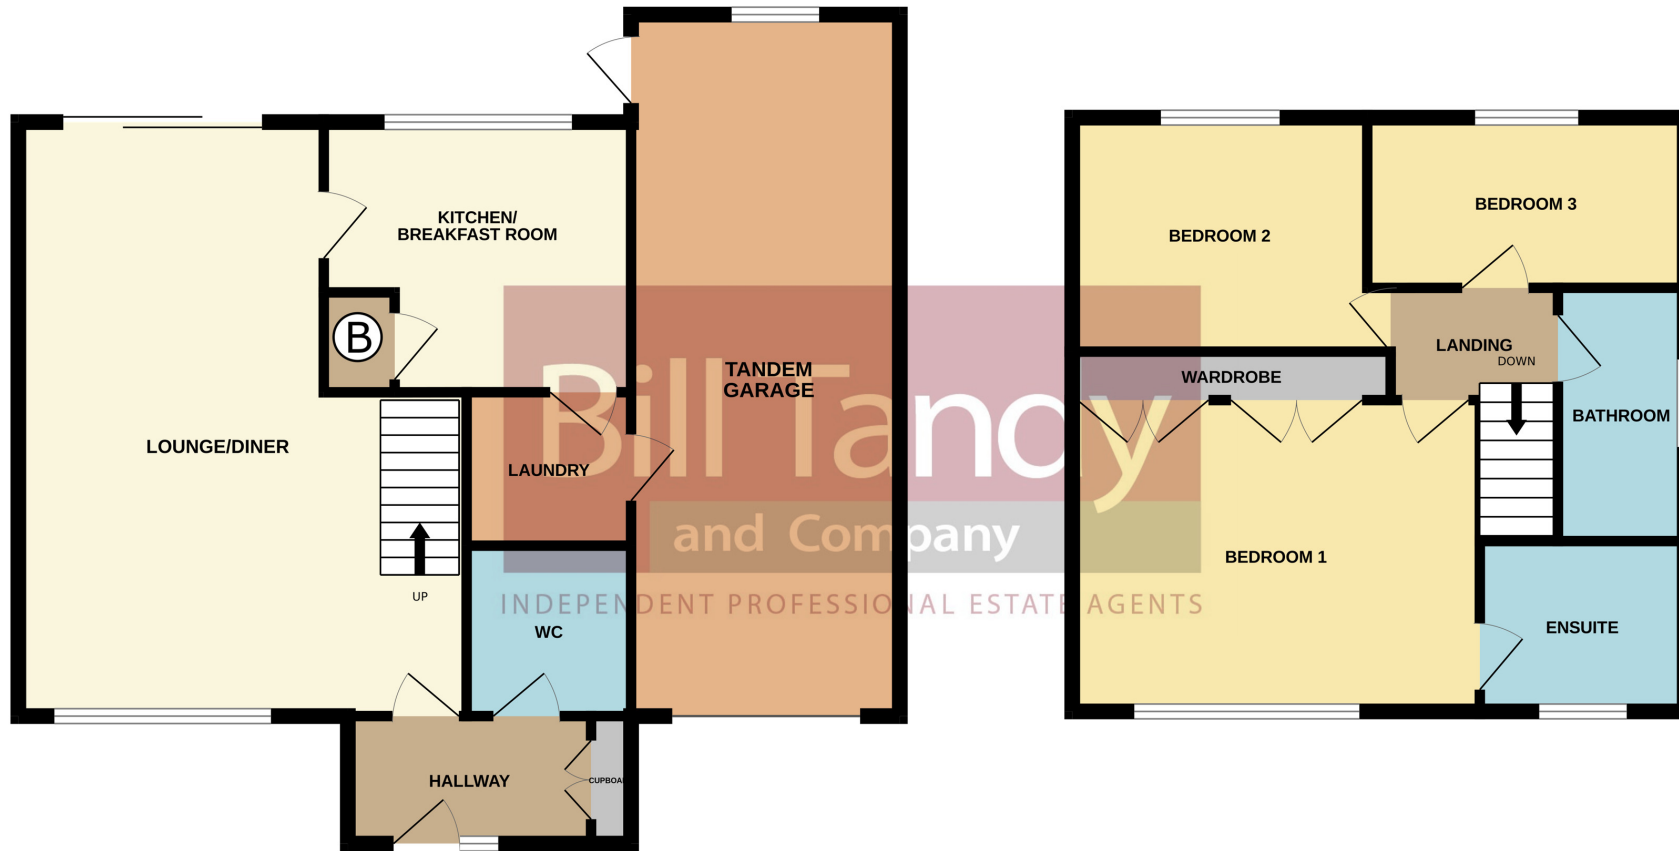 KITCHEN/
BREAKFAST ROOM
B
LOUNGE/DINER
UP
LAUNDRY
WC
HALLWAY
CUPBOA
TANDEM
GARAGE
BEDROOM 2
BEDROOM 3
LANDING
DOWN
WARDROBE
BATHROOM
BEDROOM 1
ENSUITE
Bill Tandy
and Company
INDEPENDENT PROFESSIONAL ESTATE AGENTS